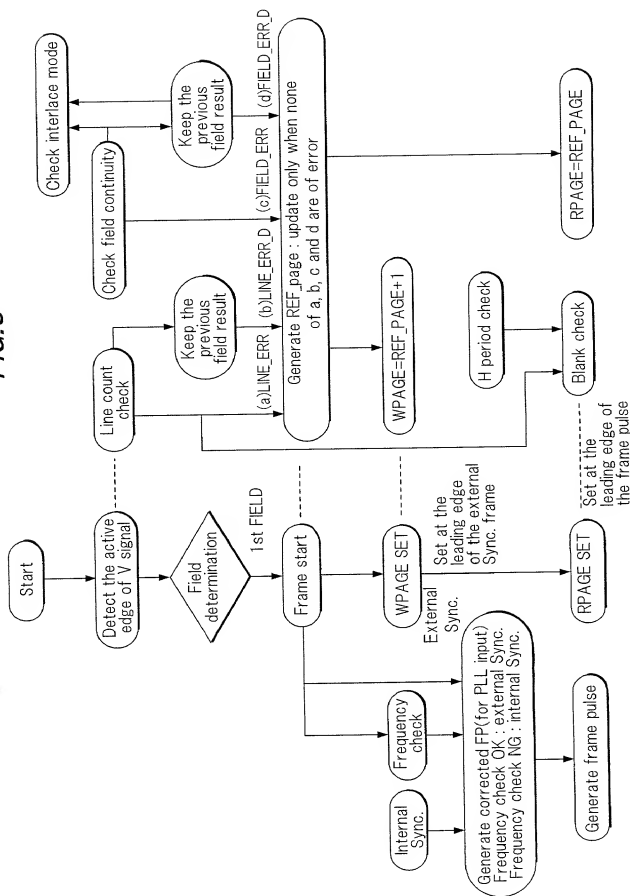 FIG.8
Start
Detect the active
edge of V signal
Field
determination
1st FIELD
Frame start
WPAGE SET
External
Sync.
Set at the
leading edge
of the external
Sync. frame
RPAGE SET
Set at the
leading edge of
the frame pulse
Internal
Sync.
Frequency
check
Generate corrected FP(for PLL input)
Frequency check OK : external Sync.
Frequency check NG : internal Sync.
Generate frame pulse
Line count
check
Keep the
previous
field result
Check field continuity
Check interlace mode
Keep the
previous
field result
(a)LINE_ERR
(b)LINE_ERR_D
(c)FIELD_ERR
(d)FIELD_ERR_D
Generate REF_page : update only when none
of a, b, c and d are of error
WPAGE=REF_PAGE+1
H period check
Blank check
RPAGE=REF_PAGE